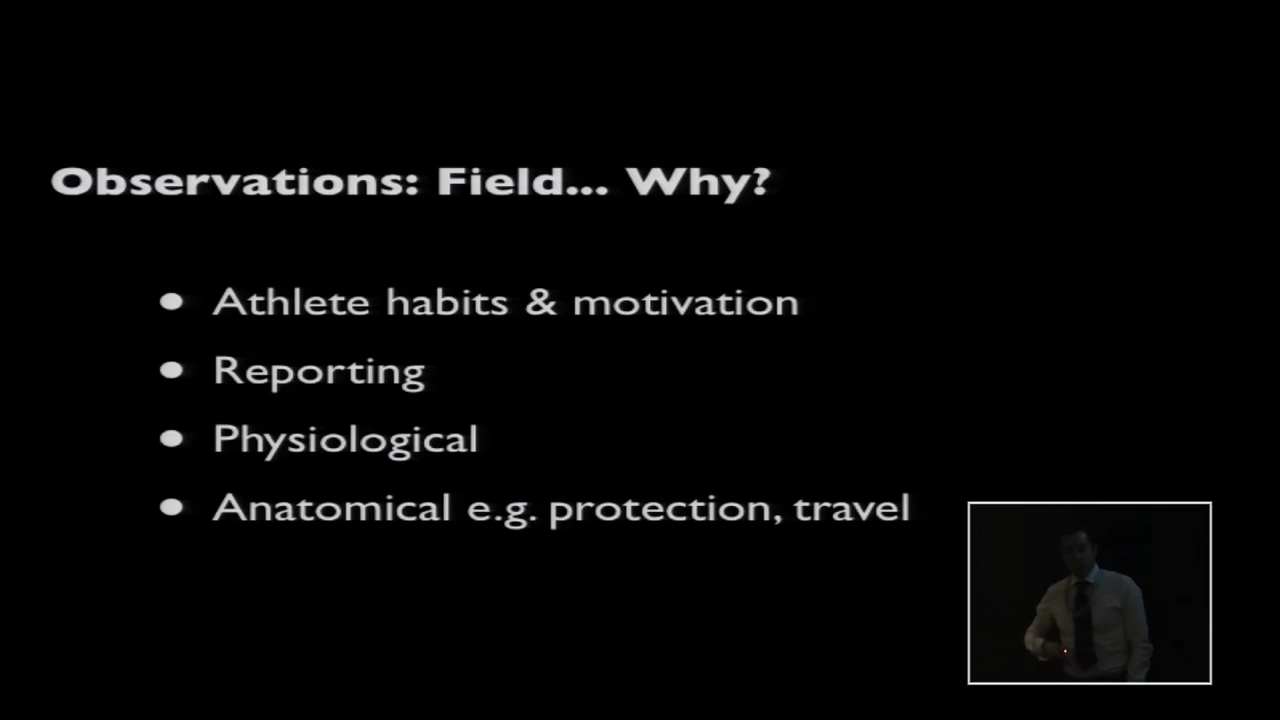 Observations: Field... Why?
Athlete habits & motivation
Reporting
Physiological
Anatomical e.g. protection, travel